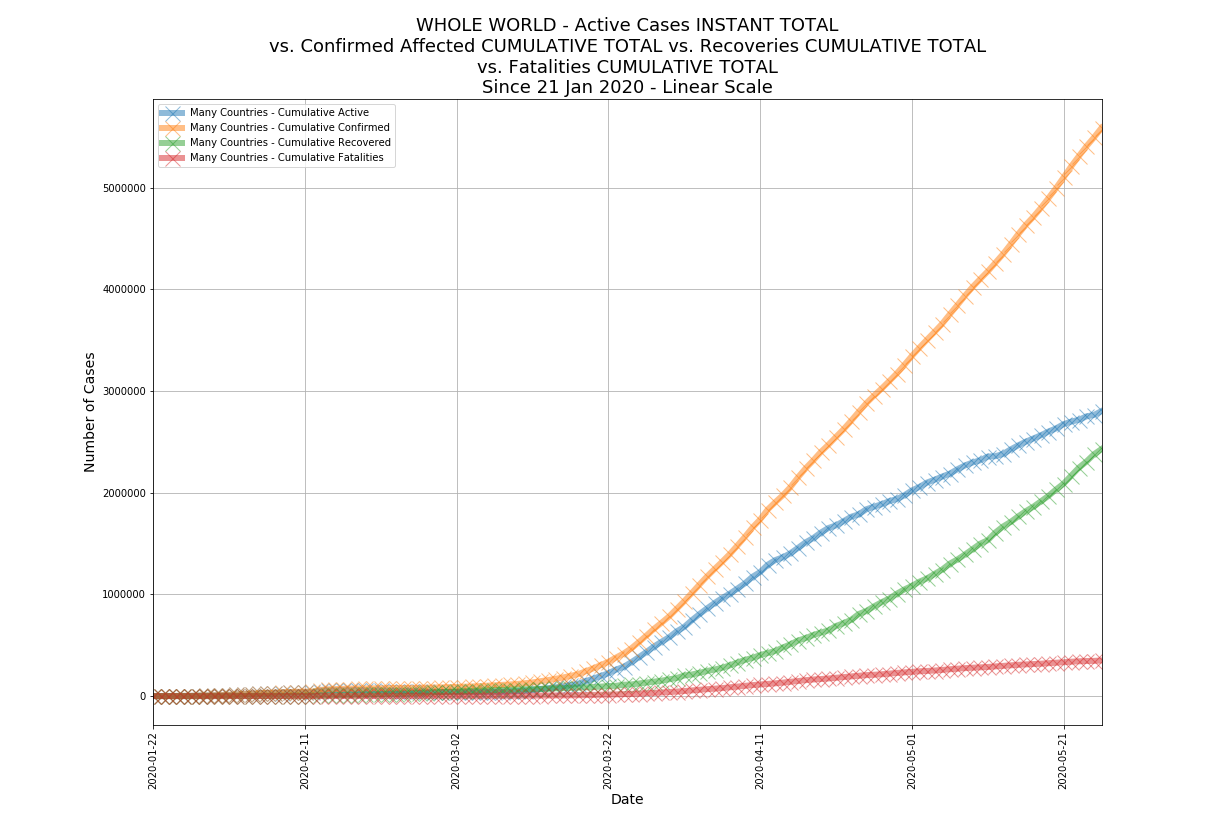 WHOLE WORLD - Active Cases INSTANT TOTAL
vs. Confirmed Affected CUMULATIVE TOTAL vs. Recoveries CUMULATIVE TOTAL
vs. Fatalities CUMULATIVE TOTAL
Since 21 Jan 2020 - Linear Scale
Many Countries - Cumulative Active
Many Countries - Cumulative Confirmed
Many Countries - Cumulative Recovered
Many Countries - Cumulative Fatalities
5000000
4000000
3000000
2000000
1000000
0
Number of Cases
2020-01-22
2020-02-11
2020-03-02
2020-03-22
2020-04-11
2020-05-01
2020-05-21
Date